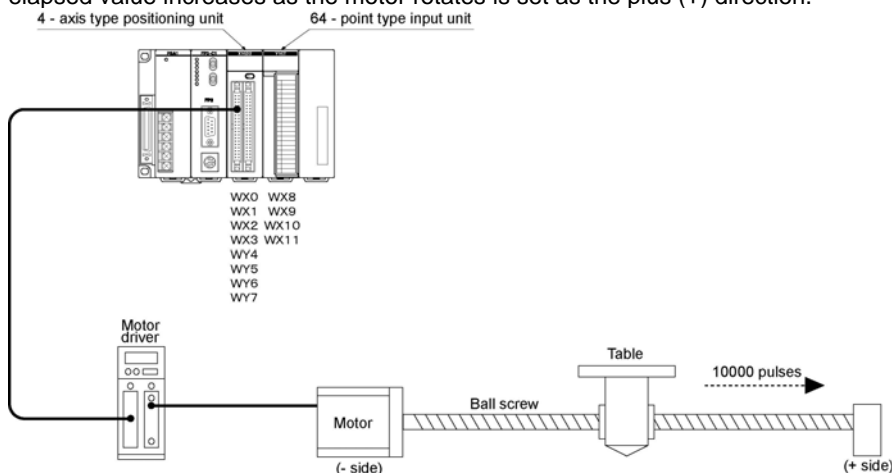 elapsed value increases as the motor rotates is set as the plus (+) direction.
4 - axis type positioning unit
64 - point type input unit
WX0 WX8
WX1 WX9
WX2 WX10
WX3 WX11
WY4
WY5
WY6
WY7
Motor
driver
Table
10000 pulses
Ball screw
Motor
(- side)
(+ side)